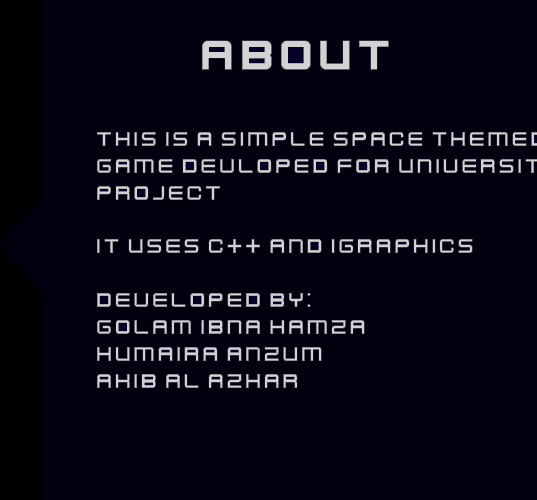 ABOUT
THIS IS A SIMPLE SPACE THEMED
GAME DEVLOPED FOR UNIVERSIT
PROJECT
IT USES C++ AND IGRAPHICS
DEVELOPED BY:
GOLAM IBNA HAMZA
HUMAIRA ANZUM
AHIB AL AZHAR